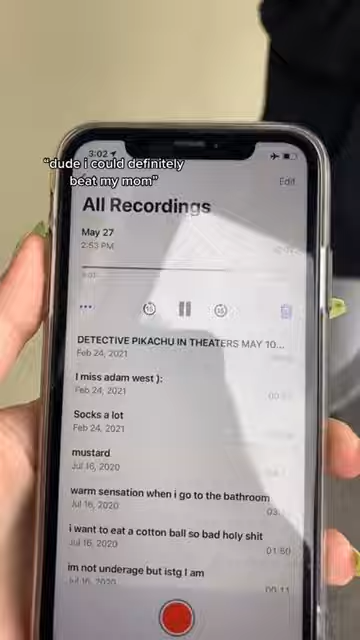 3:02
"dude i could definitely
beat my mom"
Edit
All Recordings
May 27
2:53 PM
15
15
DETECTIVE PIKACHU IN THEATERS MAY 10...
Feb 24, 2021
I miss adam west ):
Feb 24, 2021
Socks a lot
Feb 24, 2021
mustard
Jul 16, 2020
warm sensation when i go to the bathroom
Jul 16, 2020
i want to eat a cotton ball so bad holy shit
Jul 16, 2020
01:50
im not underage but istg I am
Jul 16, 2020
00:11